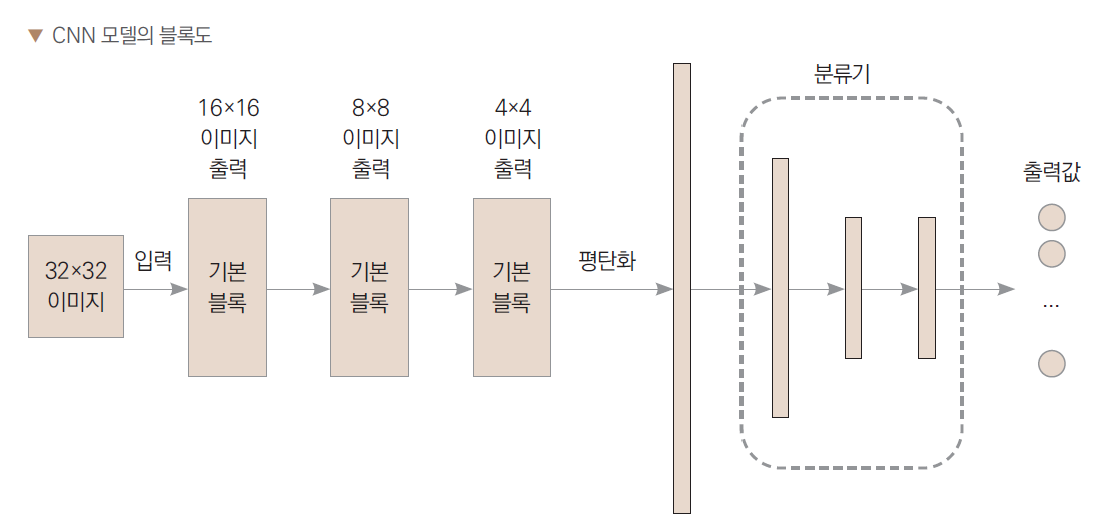 ▼ CNN 모델의 블록도
16×16
이미지
출력
8×8
이미지
출력
4×4
이미지
출력
분류기
출력값
32×32
이미지
입력
기본
블록
기본
블록
기본
블록
평탄화
...